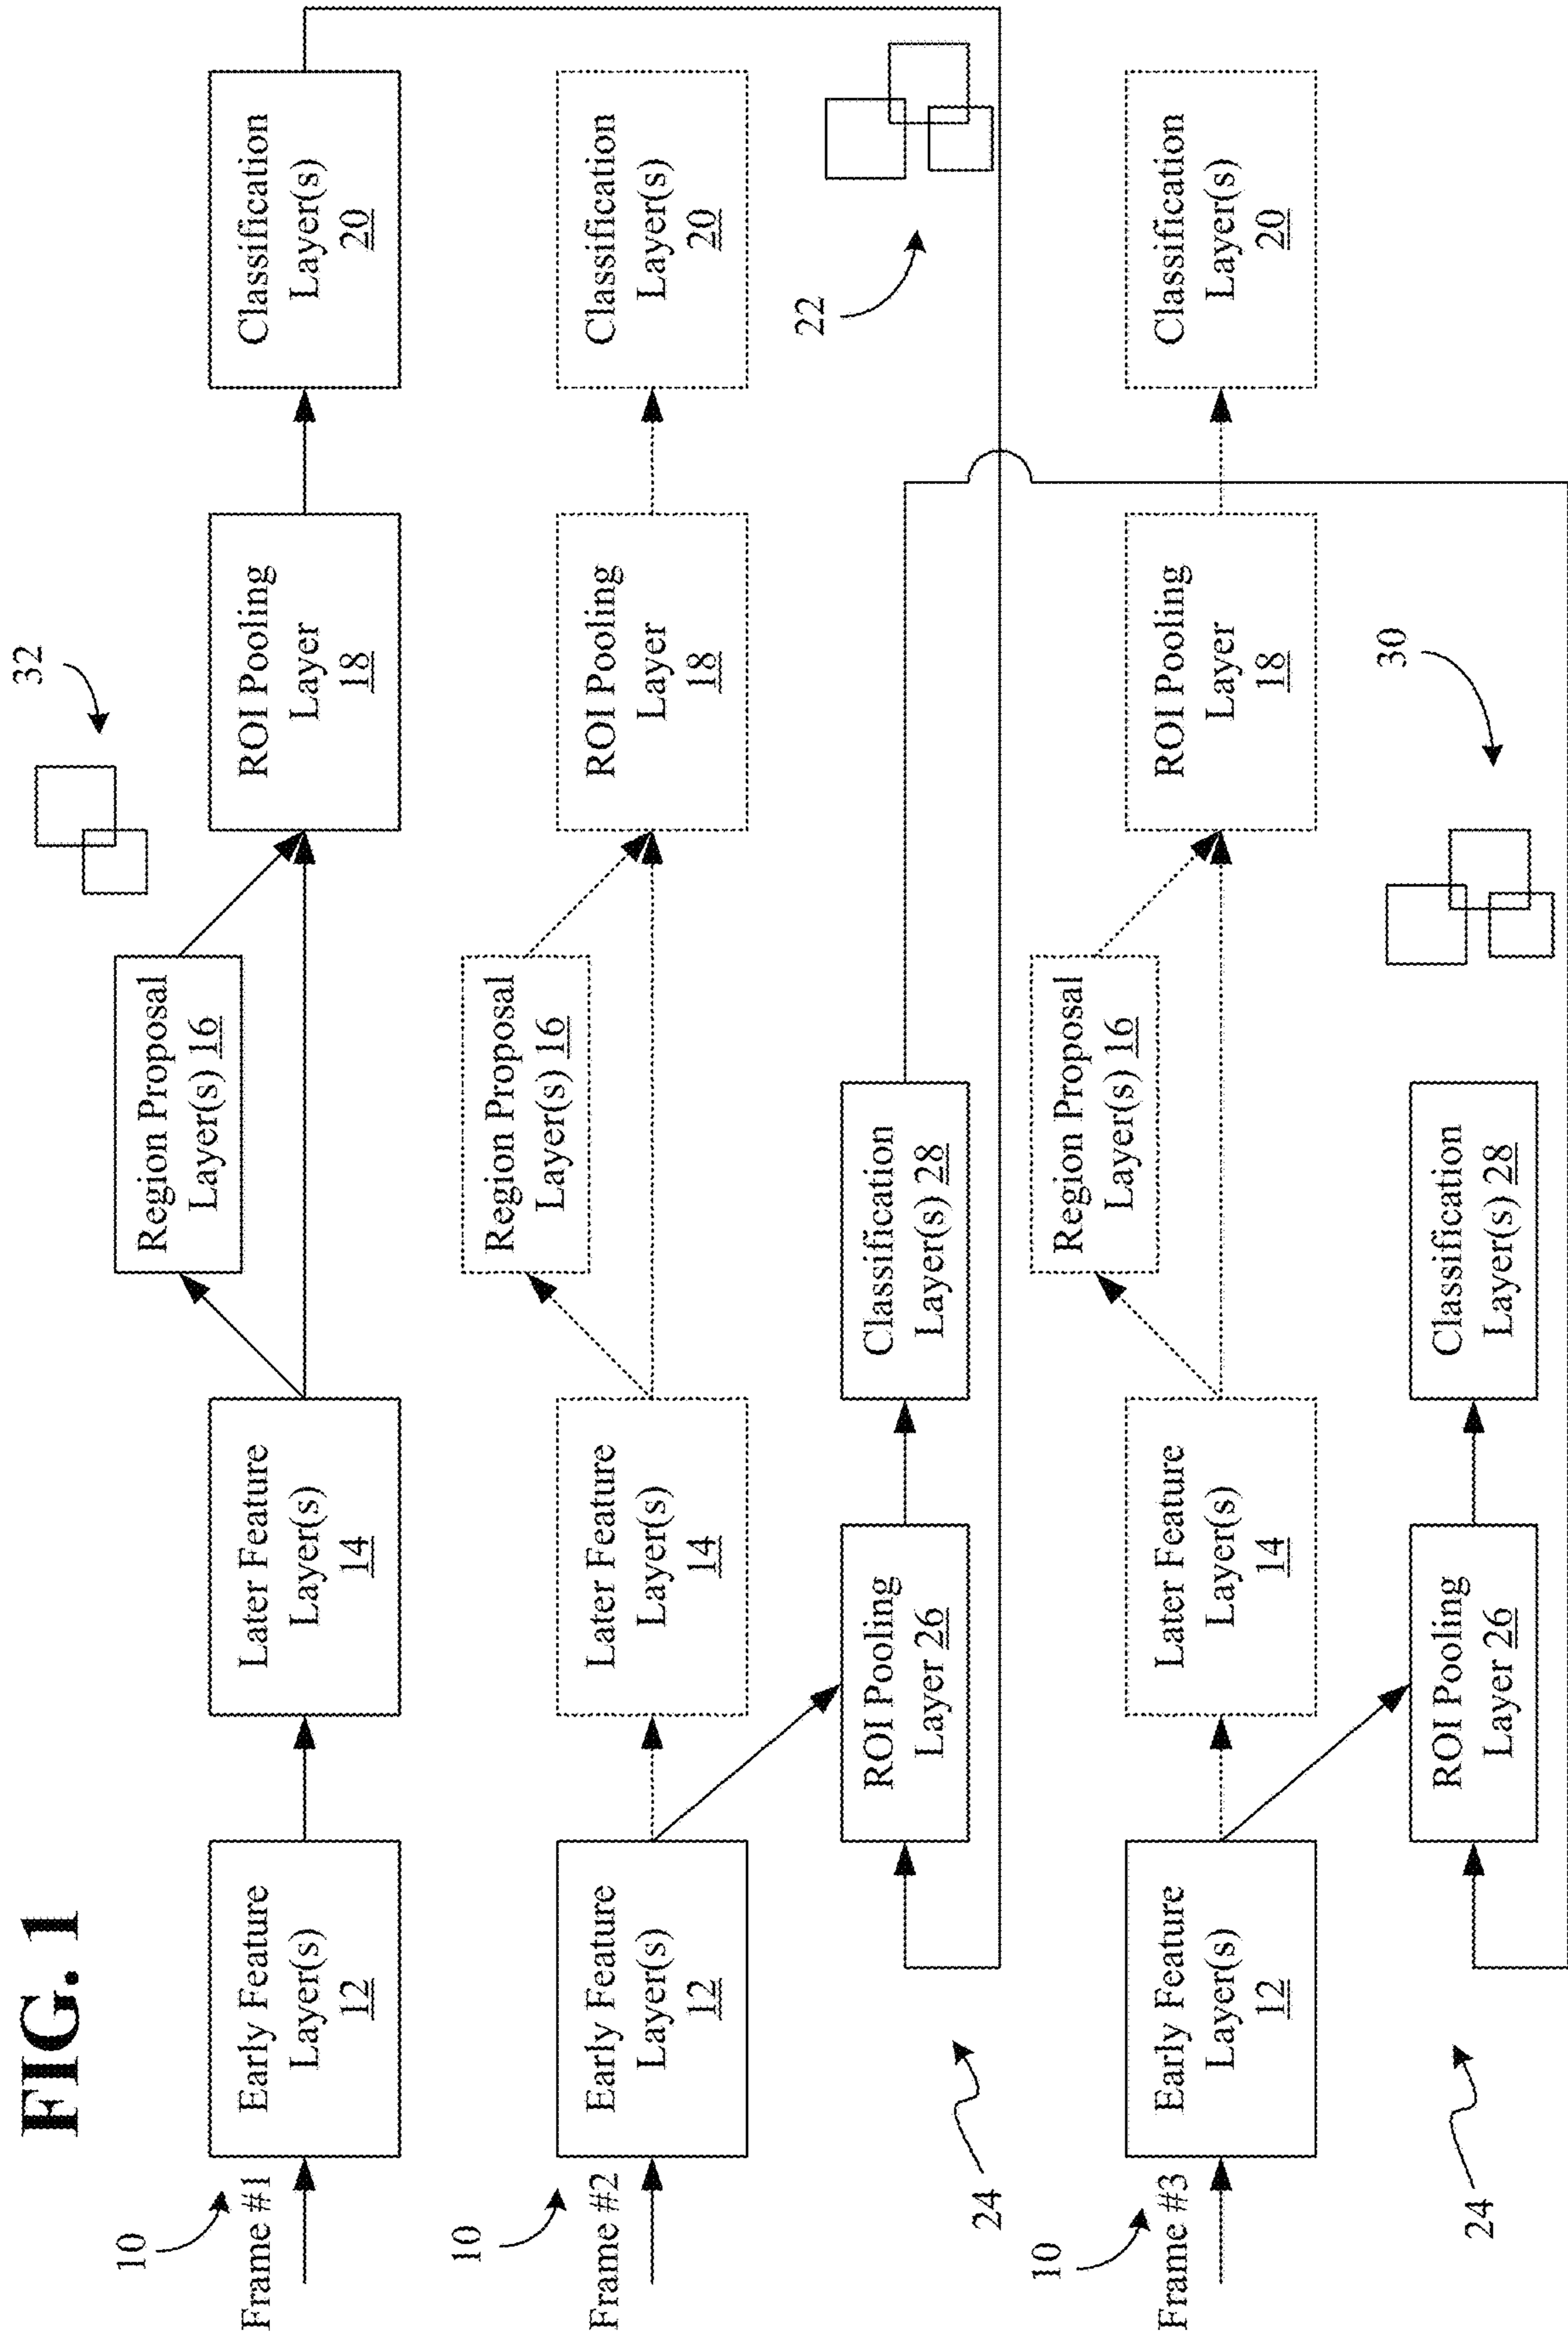 FIG. 1
32
10
Frame #1
Early Feature
Layer(s)
12
Later Feature
Layer(s)
14
Region Proposal
Layer(s) 16
ROI Pooling
Layer
18
Classification
Layer(s)
20
10
Frame #2
Early Feature
Layer(s)
12
Later Feature
Layer(s)
14
Region Proposal
Layer(s) 16
ROI Pooling
Layer
18
Classification
Layer(s)
20
22
24
ROI Pooling
Layer 26
Classification
Layer(s) 28
10
Frame #3
Early Feature
Layer(s)
12
Later Feature
Layer(s)
14
Region Proposal
Layer(s) 16
ROI Pooling
Layer
18
Classification
Layer(s)
20
30
24
ROI Pooling
Layer 26
Classification
Layer(s) 28